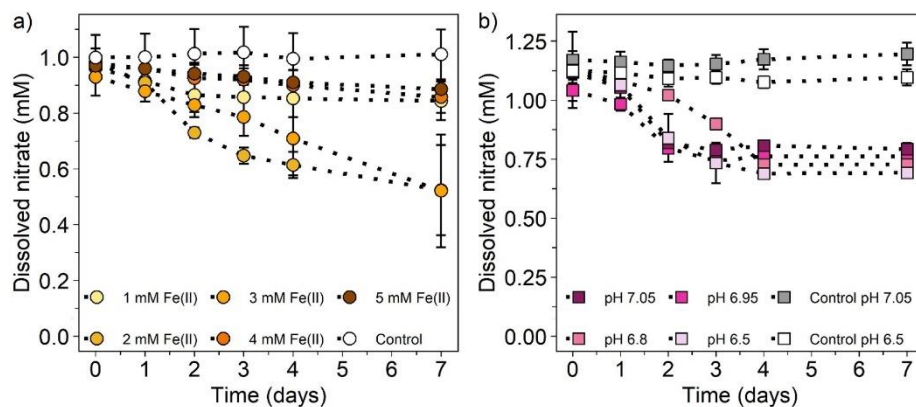 a)
b)
Dissolved nitrate (mM)
1.0
0.8
0.6
0.4
0.2
0.0
1 mM Fe(II) 3 mM Fe(II) 5 mM Fe(II)
2 mM Fe(II) 4 mM Fe(II) Control
0 1 2 3 4 5 6 7
Time (days)
Dissolved nitrate (mM)
1.25
1.00
0.75
0.50
0.25
0.00
pH 7.05 pH 6.95 Control pH 7.05
pH 6.8 pH 6.5 Control pH 6.5
0 1 2 3 4 5 6 7
Time (days)